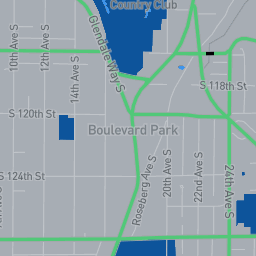 Country Club
Glendale Way S
10th Ave S
12th Ave S
14th Ave S
S 118th St
S 120th St
Boulevard Park
S 124th St
Roseberg Ave S
20th Ave S
22nd Ave S
24th Ave S